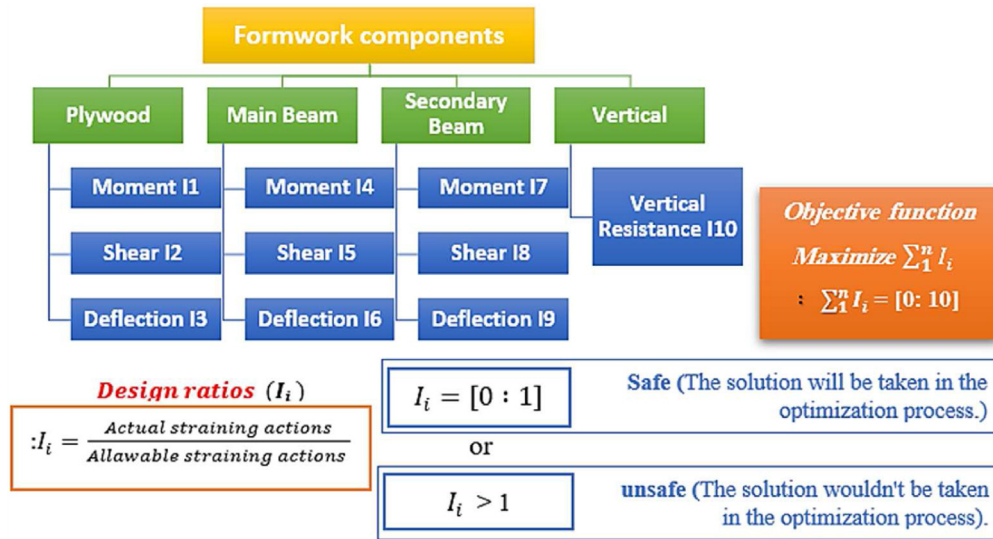 Formwork components
Plywood
Main Beam
Secondary
Beam
Vertical
Moment I1
Moment I4
Moment I7
Vertical
Resistance I10
Shear I2
Shear I5
Shear I8
Deflection I3
Deflection I6
Deflection I9
Objective function
Maximize ∑₁ⁿ Iᵢ
: ∑₁ⁿ Iᵢ = [0: 10]
Design ratios (Iᵢ)
:Iᵢ = Actual straining actions / Allawable straining actions
Iᵢ = [0 : 1]
Safe (The solution will be taken in the
optimization process.)
or
Iᵢ > 1
unsafe (The solution wouldn't be taken
in the optimization process).